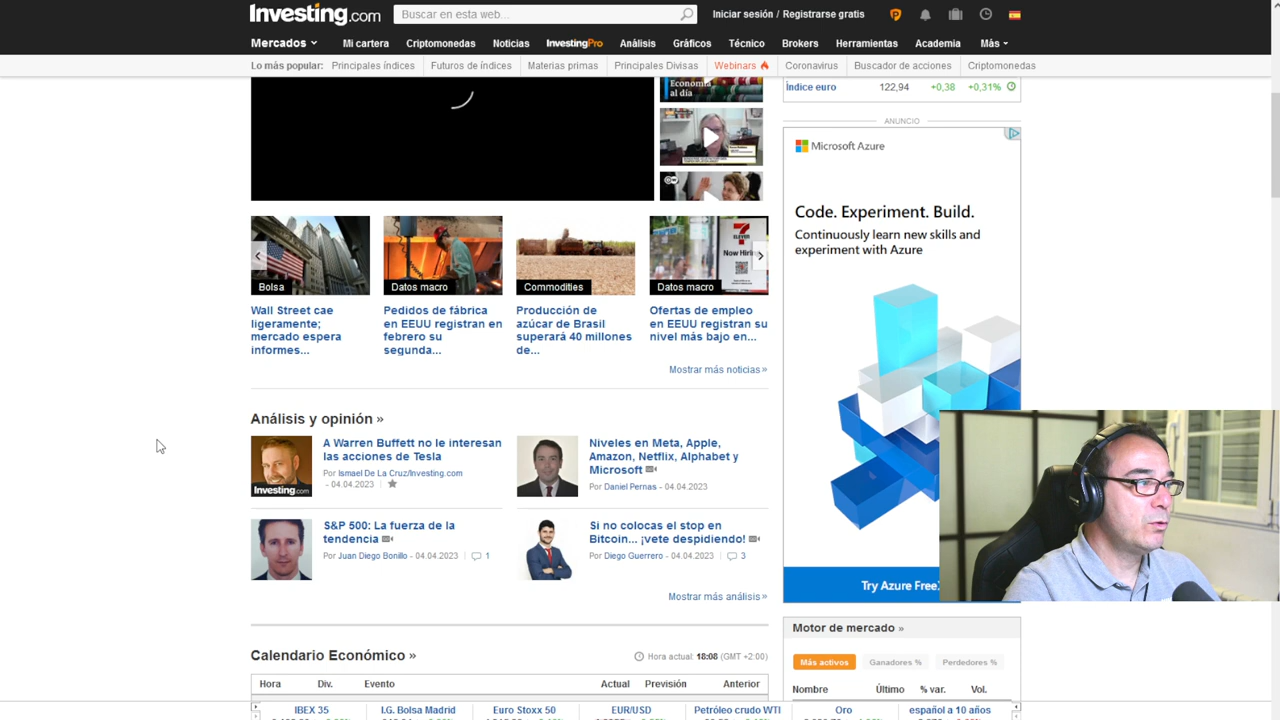 Investing.com
Buscar en esta web...
Iniciar sesión / Registrarse gratis
Mercados
Mi cartera
Criptomonedas
Noticias
InvestingPro
Análisis
Gráficos
Técnico
Brokers
Herramientas
Academia
Más
Lo más popular:
Principales índices
Futuros de índices
Materias primas
Principales Divisas
Webinars
Coronavirus
Buscador de acciones
Criptomonedas
Economía
al día
Índice euro 122,94 +0,38 +0,31%
ANUNCIO
Microsoft Azure
Code. Experiment. Build.
Continuously learn new skills and
experiment with Azure
Try Azure Free
Bolsa
Wall Street cae
ligeramente;
mercado espera
informes...
Datos macro
Pedidos de fábrica
en EEUU registran en
febrero su
segunda...
Commodities
Producción de
azúcar de Brasil
superará 40 millones
de...
7
ELEVEN
Now Hiring
Datos macro
Ofertas de empleo
en EEUU registran su
nivel más bajo en...
Mostrar más noticias »
Análisis y opinión »
Investing.com
A Warren Buffett no le interesan
las acciones de Tesla
Por Ismael De La Cruz/Investing.com
- 04.04.2023
Niveles en Meta, Apple,
Amazon, Netflix, Alphabet y
Microsoft
Por Daniel Pernas - 04.04.2023
S&P 500: La fuerza de la
tendencia
Por Juan Diego Bonillo - 04.04.2023 1
Si no colocas el stop en
Bitcoin... ¡vete despidiendo!
Por Diego Guerrero - 04.04.2023 3
Mostrar más análisis »
Motor de mercado »
Más activos
Ganadores %
Perdedores %
Nombre Último % var. Vol.
Calendario Económico »
Hora actual: 18:08 (GMT +2:00)
Hora Div. Evento Actual Previsión Anterior
IBEX 35
I.G. Bolsa Madrid
Euro Stoxx 50
EUR/USD
Petróleo crudo WTI
Oro
español a 10 años